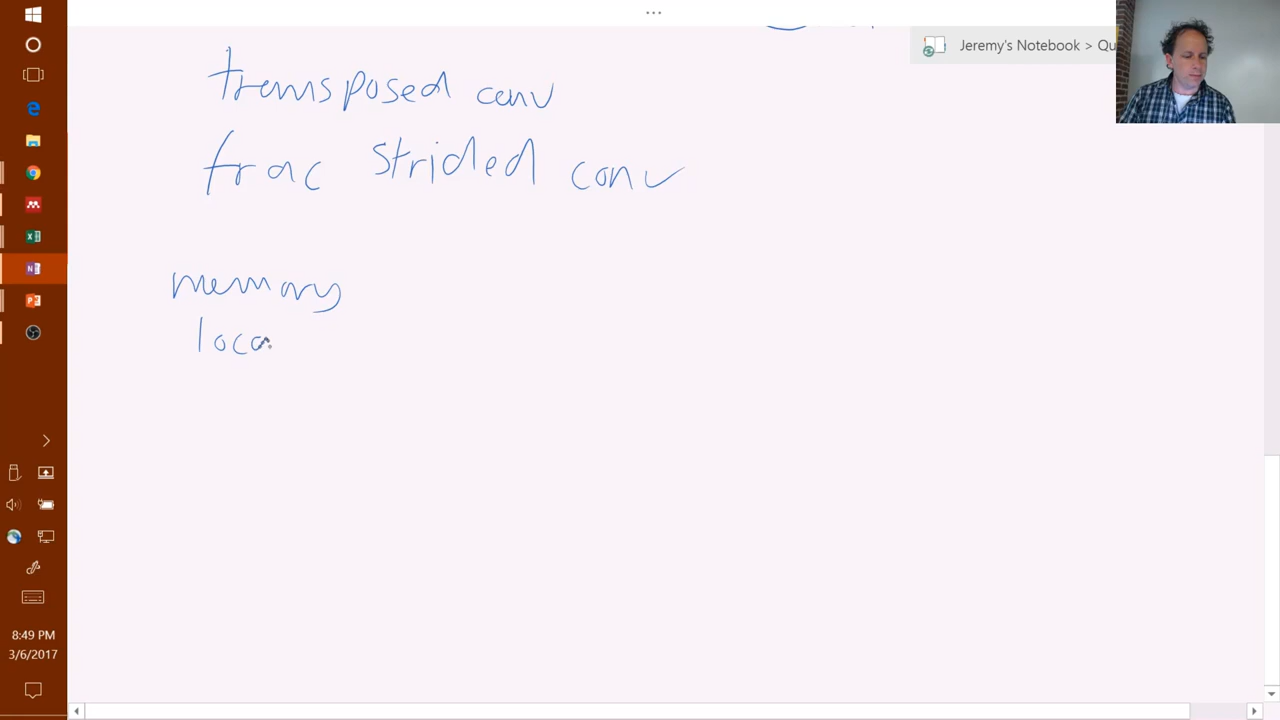 Jeremy's Notebook > Qu
transposed conv
frac strided conv
memory
loca
8:49 PM
3/6/2017